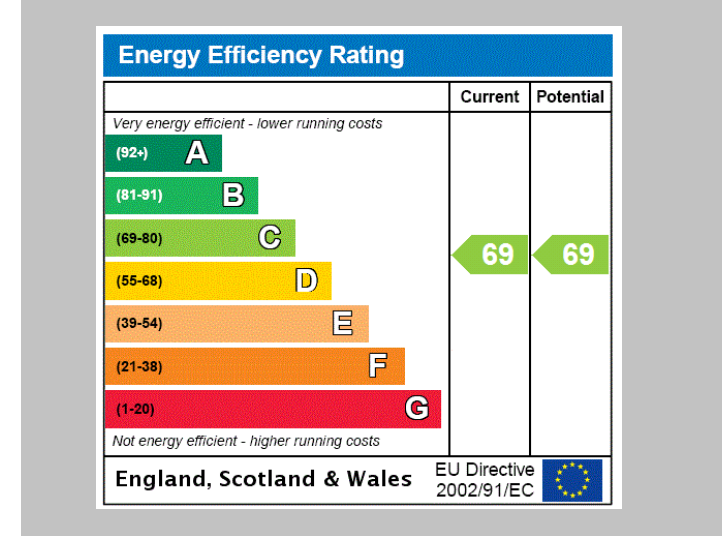 Energy Efficiency Rating
Current Potential
Very energy efficient - lower running costs
(92+) A
(81-91) B
(69-80) C
(55-68) D
(39-54) E
(21-38) F
(1-20) G
69 69
Not energy efficient - higher running costs
England, Scotland & Wales
EU Directive
2002/91/EC